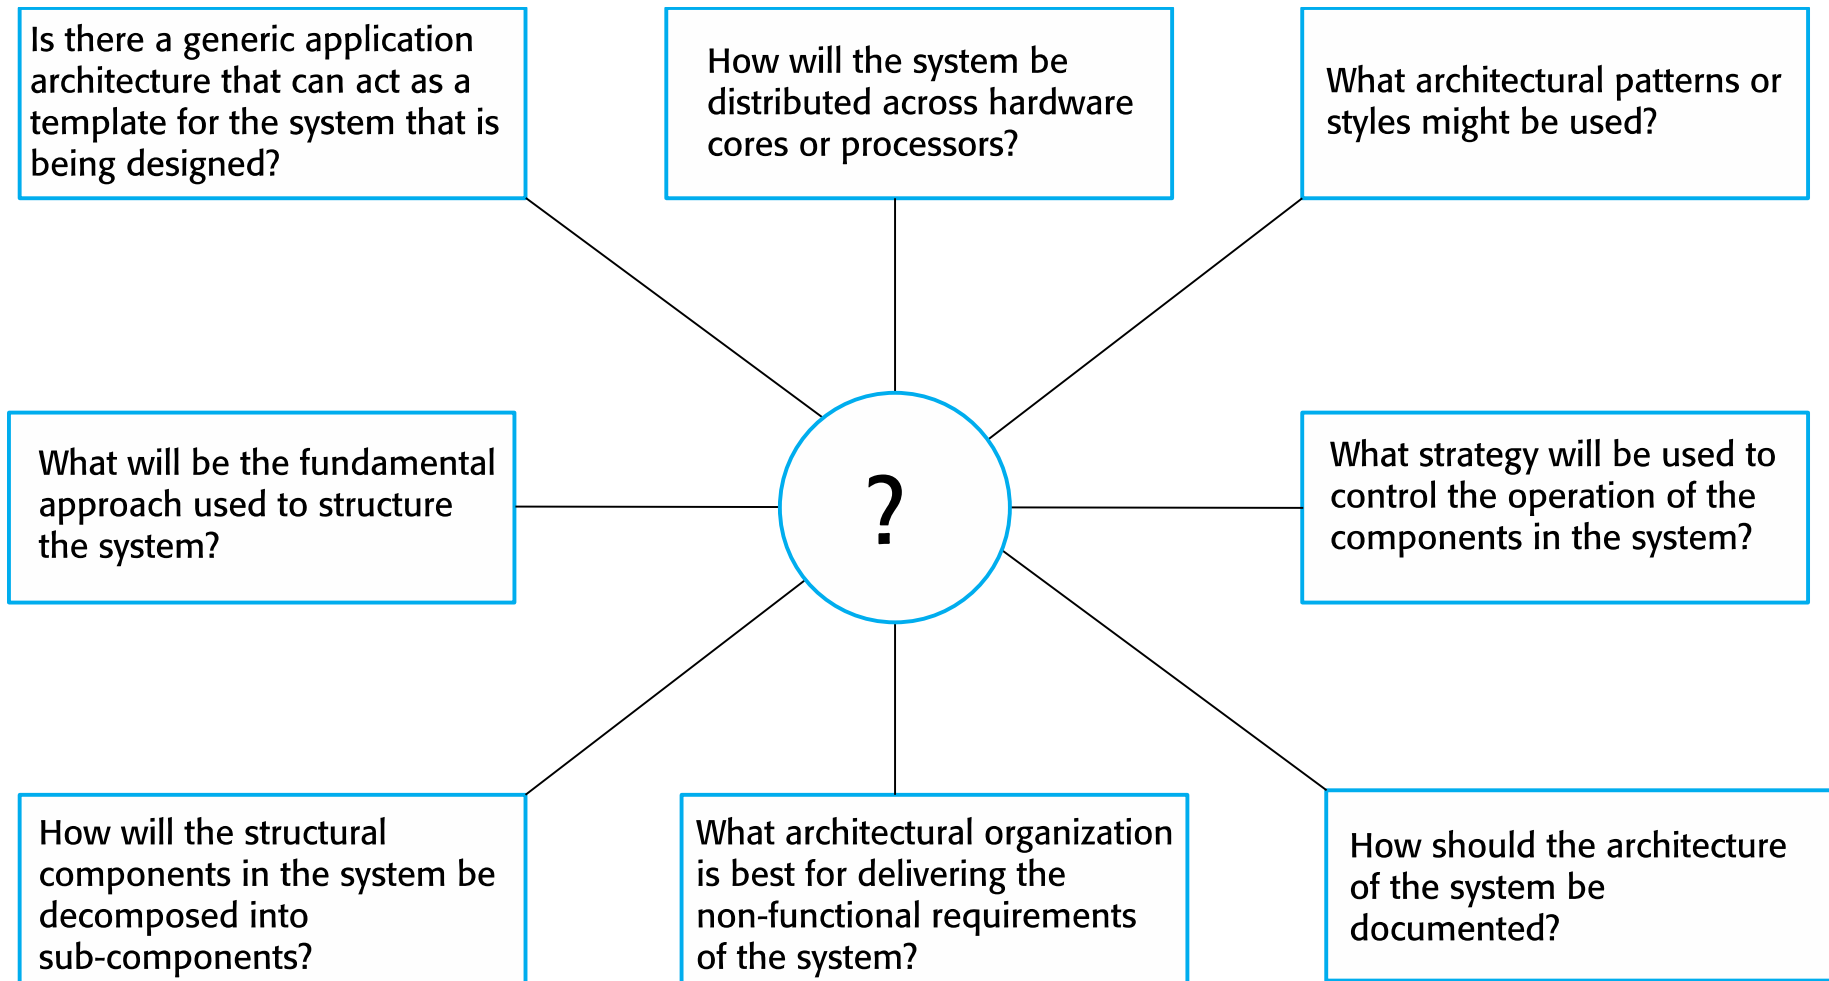 Is there a generic application
architecture that can act as a
template for the system that is
being designed?
How will the system be
distributed across hardware
cores or processors?
What architectural patterns or
styles might be used?
What will be the fundamental
approach used to structure
the system?
?
What strategy will be used to
control the operation of the
components in the system?
How will the structural
components in the system be
decomposed into
sub-components?
What architectural organization
is best for delivering the
non-functional requirements
of the system?
How should the architecture
of the system be
documented?